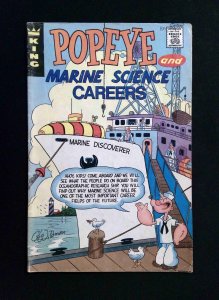 KING
POPEYE
and
MARINE SCIENCE
CAREERS
MARINE DISCOVERER
AHOY, KIDS! COME ABOARD AND WE WILL
SEE WHAT THE PEOPLE DO ON BOARD THIS
OCEANOGRAPHIC RESEARCH SHIP. YOU WILL
FIND OUT WHY MARINE SCIENCE WILL BE
ONE OF THE MOST IMPORTANT CAREER
FIELDS OF THE FUTURE.